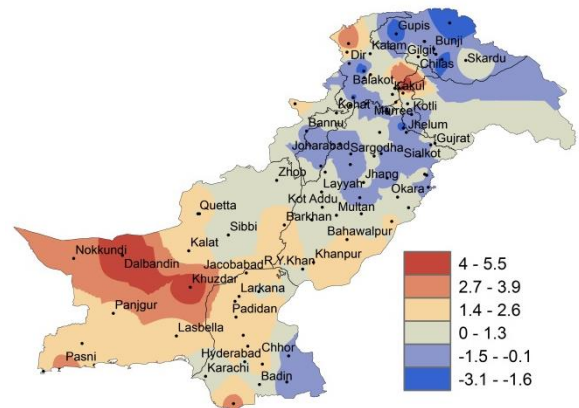 Gupis
Kalam
Bunji
Gilgit
Dir
Chilas
Skardu
Balakot
Kakul
Kohat
Murree
Kotli
Bannu
Jhelum
Gujrat
Joharabad
Sargodha
Sialkot
Zhob
Jhang
Layyah
Okara
Kot Addu
Quetta
Multan
Barkhan
Sibbi
Bahawalpur
Kalat
Nokkundi
Khanpur
R.Y.Khan
Dalbandin
Jacobabad
Khuzdar
Larkana
Panjgur
Padidan
Lasbella
Pasni
Hyderabad
Chhor
Karachi
Badin
4 - 5.5
2.7 - 3.9
1.4 - 2.6
0 - 1.3
-1.5 - -0.1
-3.1 - -1.6